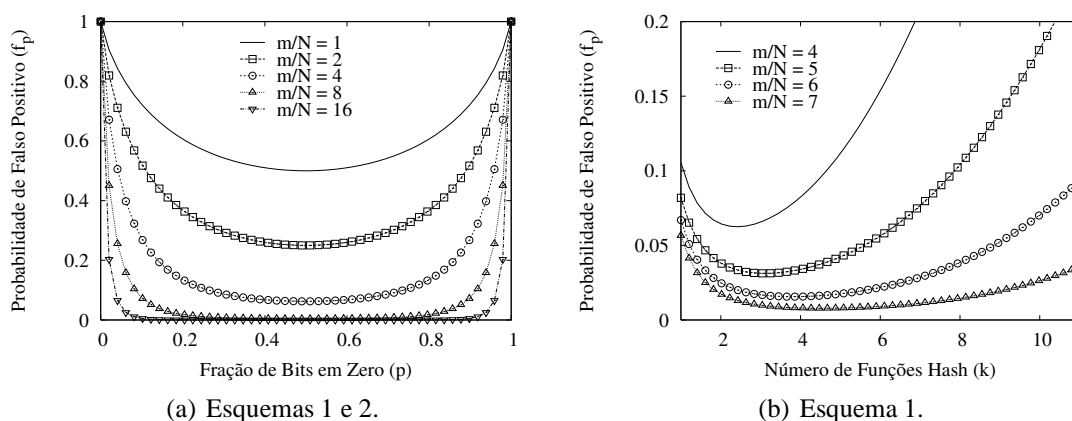 Probabilidade de Falso Positivo (f_p)
1
0.8
0.6
0.4
0.2
0
m/N = 1
m/N = 2
m/N = 4
m/N = 8
m/N = 16
0 0.2 0.4 0.6 0.8 1
Fração de Bits em Zero (p)
(a) Esquemas 1 e 2.
Probabilidade de Falso Positivo (f_p)
0.2
0.15
0.1
0.05
0
m/N = 4
m/N = 5
m/N = 6
m/N = 7
2 4 6 8 10
Número de Funções Hash (k)
(b) Esquema 1.